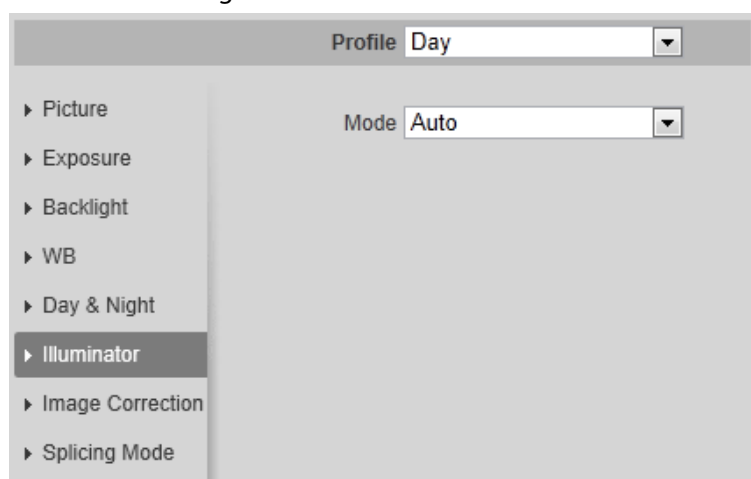 Profile Day
Picture
Mode Auto
Exposure
Backlight
WB
Day & Night
Illuminator
Image Correction
Splicing Mode